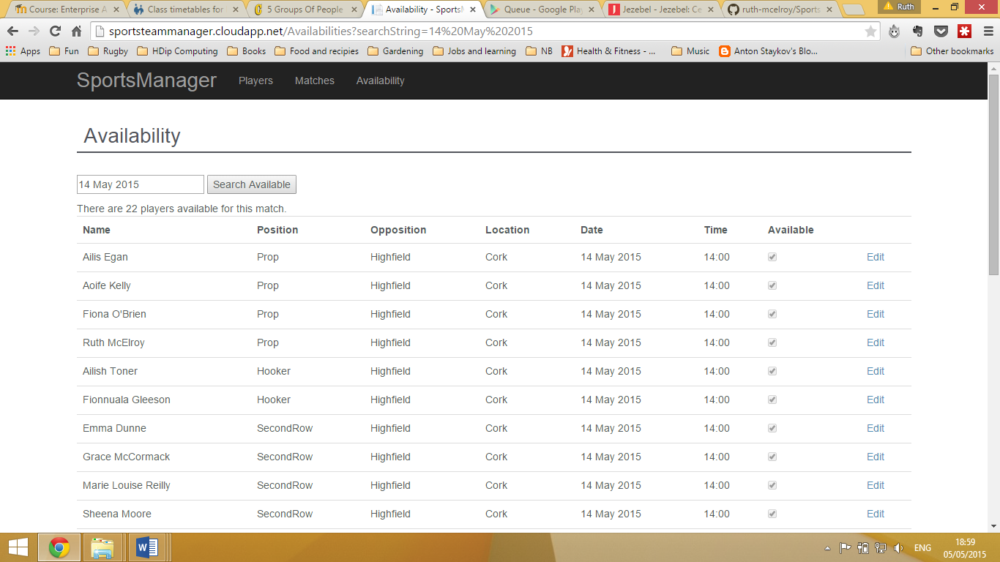 Course: Enterprise A
Class timetables for
5 Groups Of People
Availability - SportsM
Queue - Google Play
Jezebel - Jezebel: Ce
ruth-mcelroy/Sports
Ruth
sportsteammanager.cloudapp.net/Availabilities?searchString=14%20May%202015
Apps Fun Rugby HDip Computing Books Food and recipies Gardening Jobs and learning NB Health & Fitness - ... Music Anton Staykov's Blo... Other bookmarks
SportsManager Players Matches Availability
Availability
14 May 2015 Search Available
There are 22 players available for this match.
Name Position Opposition Location Date Time Available
Ailis Egan Prop Highfield Cork 14 May 2015 14:00 Edit
Aoife Kelly Prop Highfield Cork 14 May 2015 14:00 Edit
Fiona O'Brien Prop Highfield Cork 14 May 2015 14:00 Edit
Ruth McElroy Prop Highfield Cork 14 May 2015 14:00 Edit
Ailish Toner Hooker Highfield Cork 14 May 2015 14:00 Edit
Fionnuala Gleeson Hooker Highfield Cork 14 May 2015 14:00 Edit
Emma Dunne SecondRow Highfield Cork 14 May 2015 14:00 Edit
Grace McCormack SecondRow Highfield Cork 14 May 2015 14:00 Edit
Marie Louise Reilly SecondRow Highfield Cork 14 May 2015 14:00 Edit
Sheena Moore SecondRow Highfield Cork 14 May 2015 14:00 Edit
ENG
18:59
05/05/2015